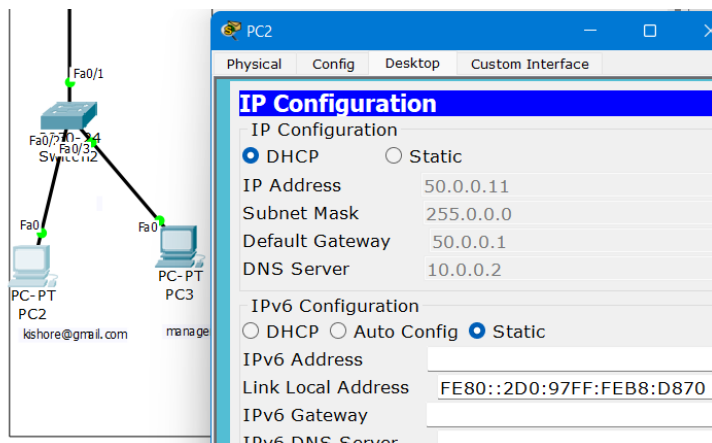 Fa0/1
Fa0/3
Switch2
Fa0
Fa0
PC-PT
PC2
PC-PT
PC3
kishore@gmail.com
manage
PC2
Physical Config Desktop Custom Interface
IP Configuration
IP Configuration
DHCP Static
IP Address 50.0.0.11
Subnet Mask 255.0.0.0
Default Gateway 50.0.0.1
DNS Server 10.0.0.2
IPv6 Configuration
DHCP Auto Config Static
IPv6 Address
Link Local Address FE80::2D0:97FF:FEB8:D870
IPv6 Gateway
IPv6 DNS Server